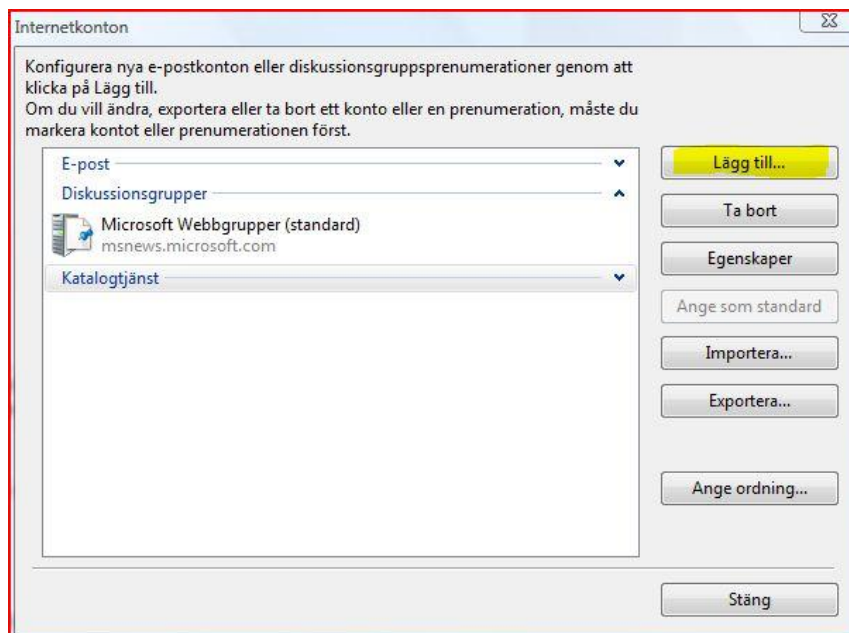 Internetkonton
Konfigurera nya e-postkonton eller diskussionsgruppsprenumerationer genom att
klicka på Lägg till.
Om du vill ändra, exportera eller ta bort ett konto eller en prenumeration, måste du
markera kontot eller prenumerationen först.
E-post
Lägg till...
Diskussionsgrupper
Ta bort
Microsoft Webbgrupper (standard)
msnews.microsoft.com
Egenskaper
Katalogtjänst
Ange som standard
Importera...
Exportera...
Ange ordning...
Stäng